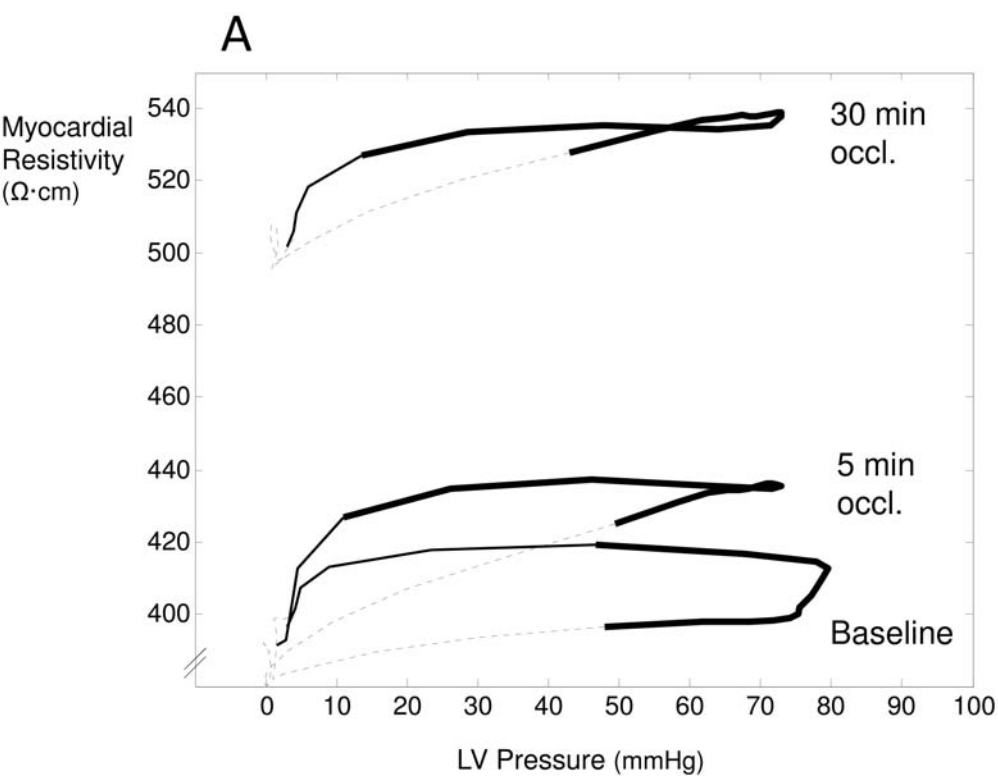 A
Myocardial
Resistivity
(Ω·cm)
540
520
500
480
460
440
420
400
30 min
occl.
5 min
occl.
Baseline
0 10 20 30 40 50 60 70 80 90 100
LV Pressure (mmHg)